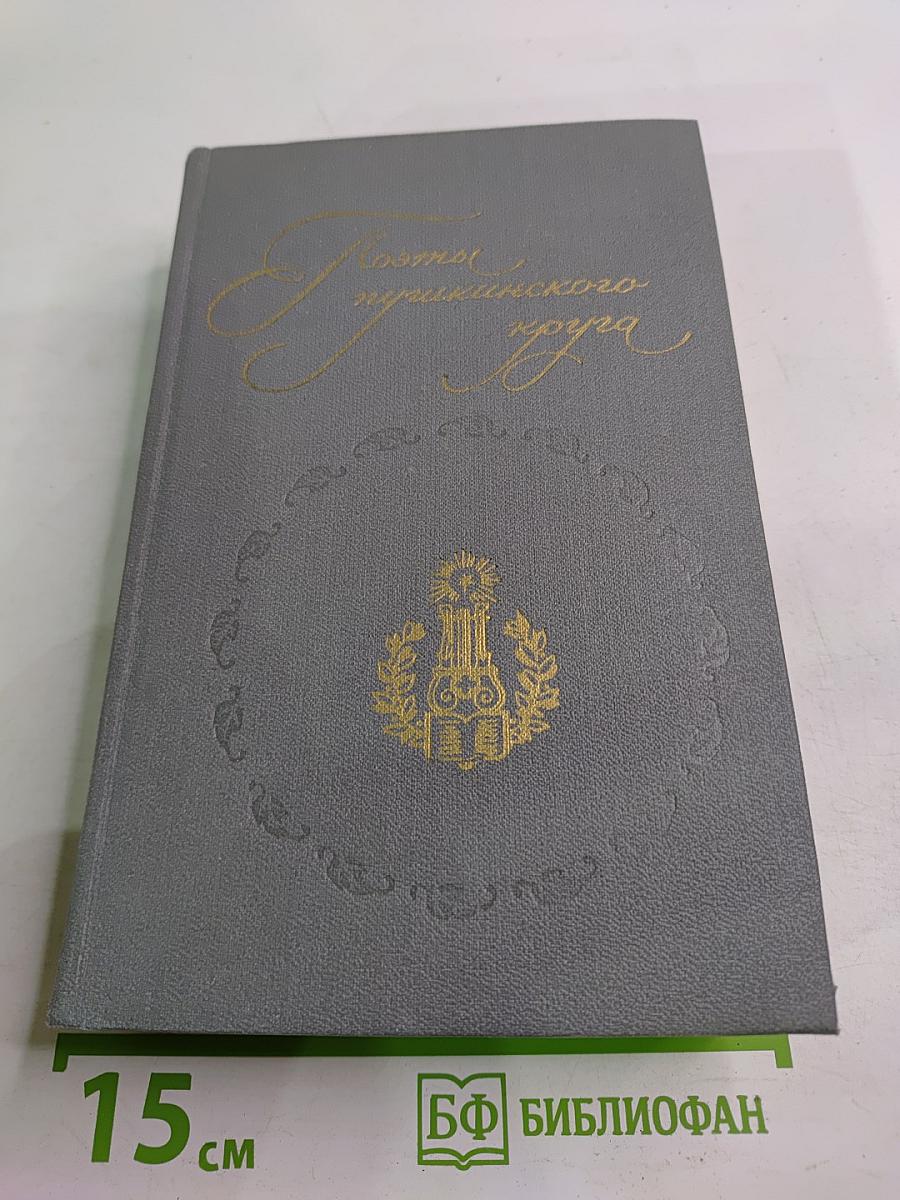 Поэты
пушкинского
круга
15 см
БФ БИБЛИОФАН